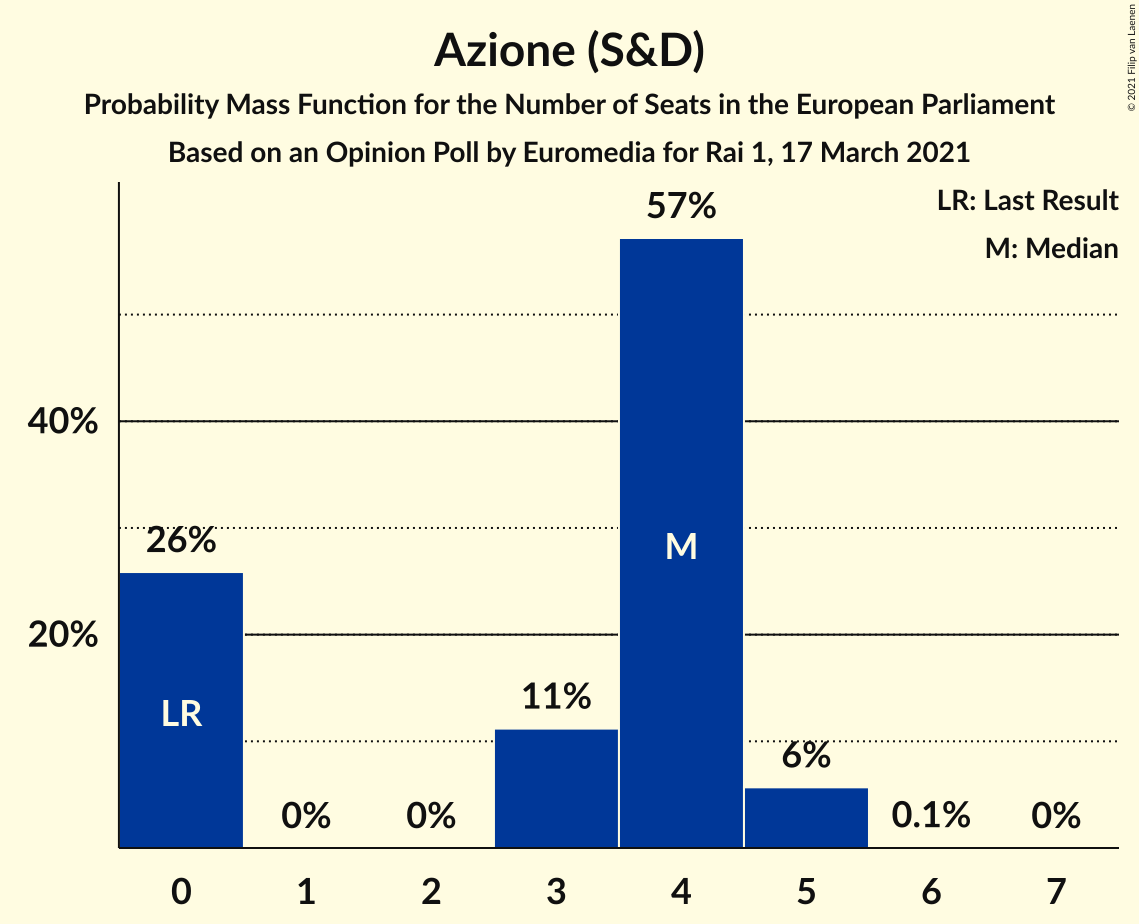 Azione (S&D)
Probability Mass Function for the Number of Seats in the European Parliament
Based on an Opinion Poll by Euromedia for Rai 1, 17 March 2021
© 2021 Filip van Laenen
LR: Last Result
M: Median
57%
40%
26%
M
20%
11%
LR
6%
0%
0%
0.1%
0%
0
1
2
3
4
5
6
7